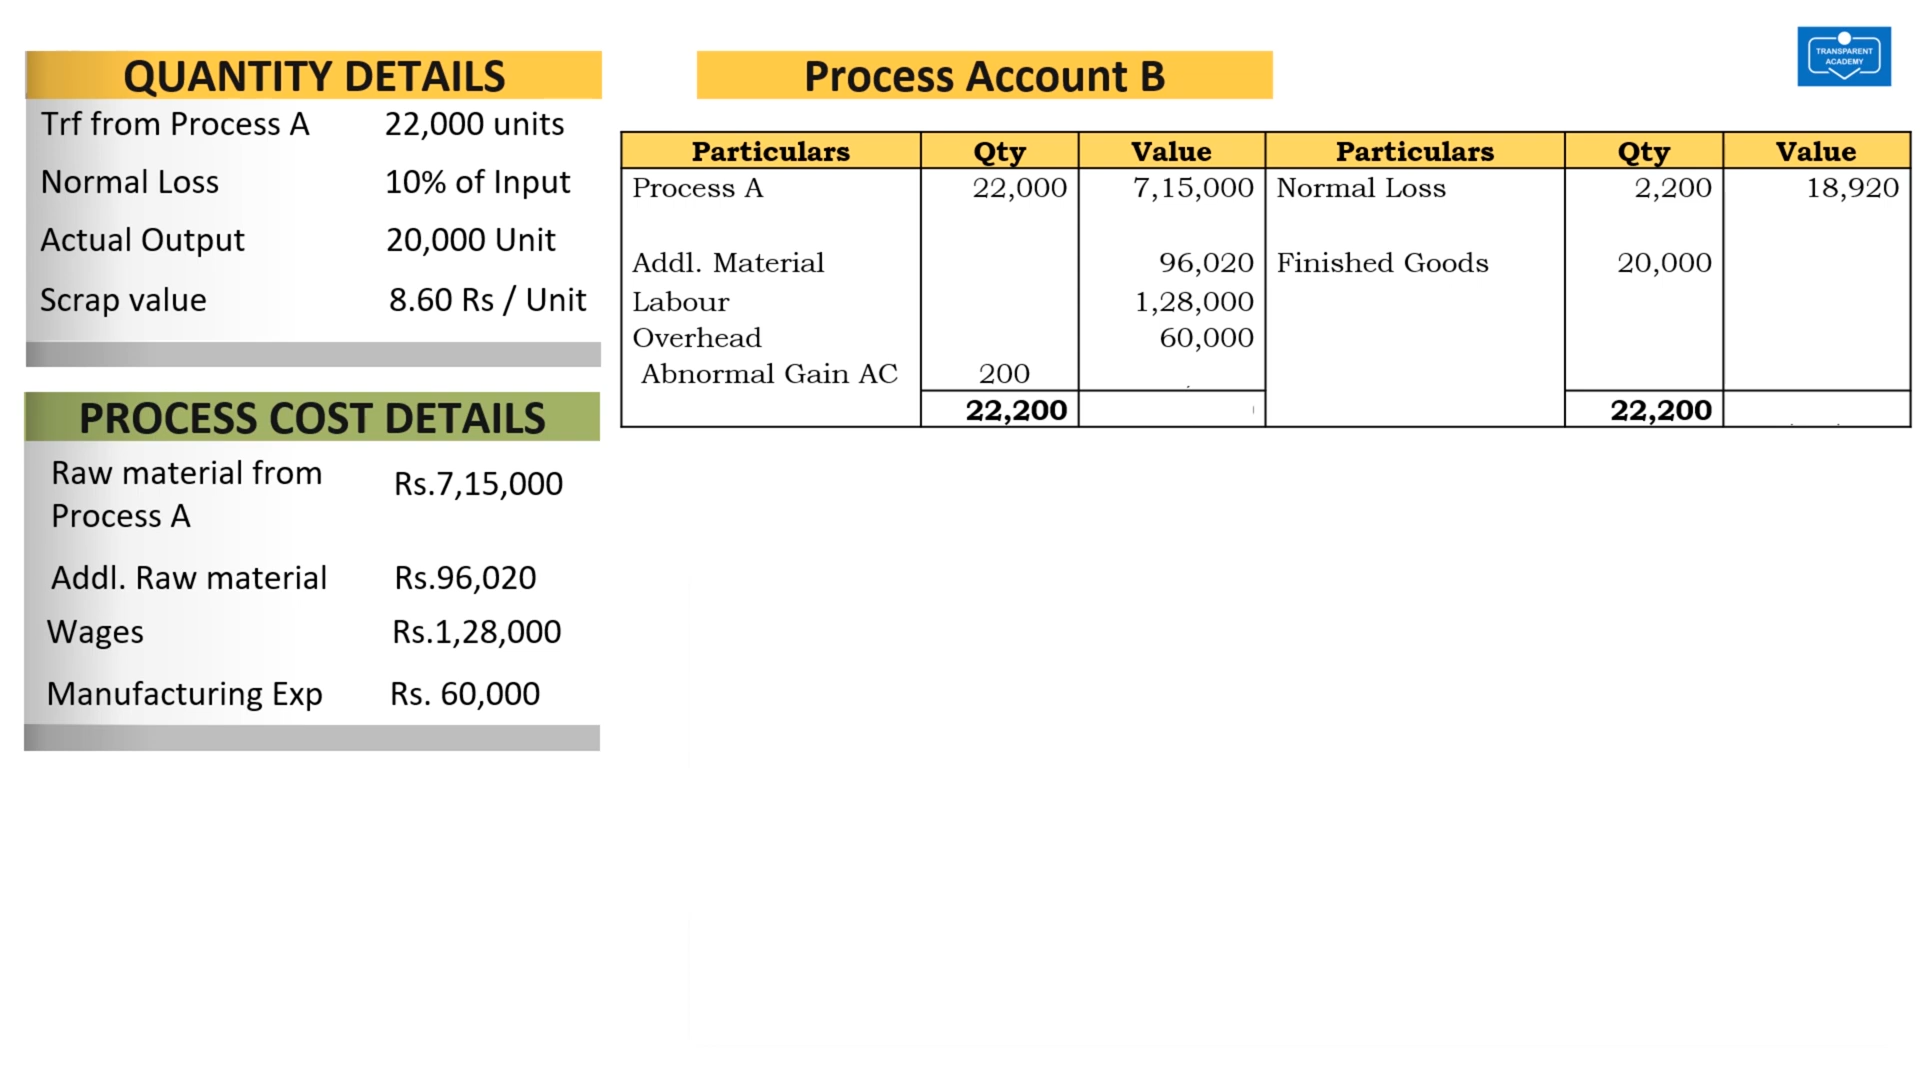 TRANSPARENT
ACADEMY
QUANTITY DETAILS
Trf from Process A 22,000 units
Normal Loss 10% of Input
Actual Output 20,000 Unit
Scrap value 8.60 Rs / Unit
PROCESS COST DETAILS
Raw material from
Process A Rs.7,15,000
Addl. Raw material Rs.96,020
Wages Rs.1,28,000
Manufacturing Exp Rs. 60,000
Process Account B
Particulars Qty Value Particulars Qty Value
Process A 22,000 7,15,000 Normal Loss 2,200 18,920
Addl. Material 96,020 Finished Goods 20,000
Labour 1,28,000
Overhead 60,000
Abnormal Gain AC 200
22,200 22,200